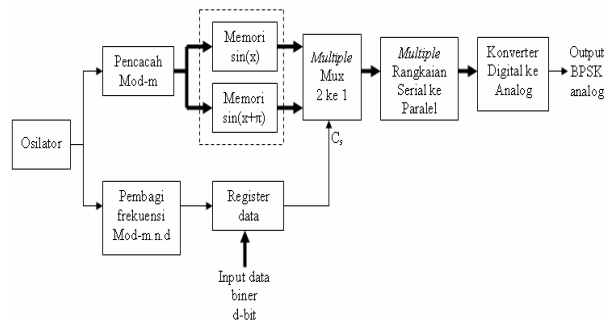 Osilator
Pencacah
Mod-m
Memori
sin(x)
Memori
sin(x+π)
Multiple
Mux
2 ke 1
Multiple
Rangkaian
Serial ke
Paralel
Konverter
Digital ke
Analog
Output
BPSK
analog
Pembagi
frekuensi
Mod-m.n.d
Register
data
Cs
Input data
biner
d-bit